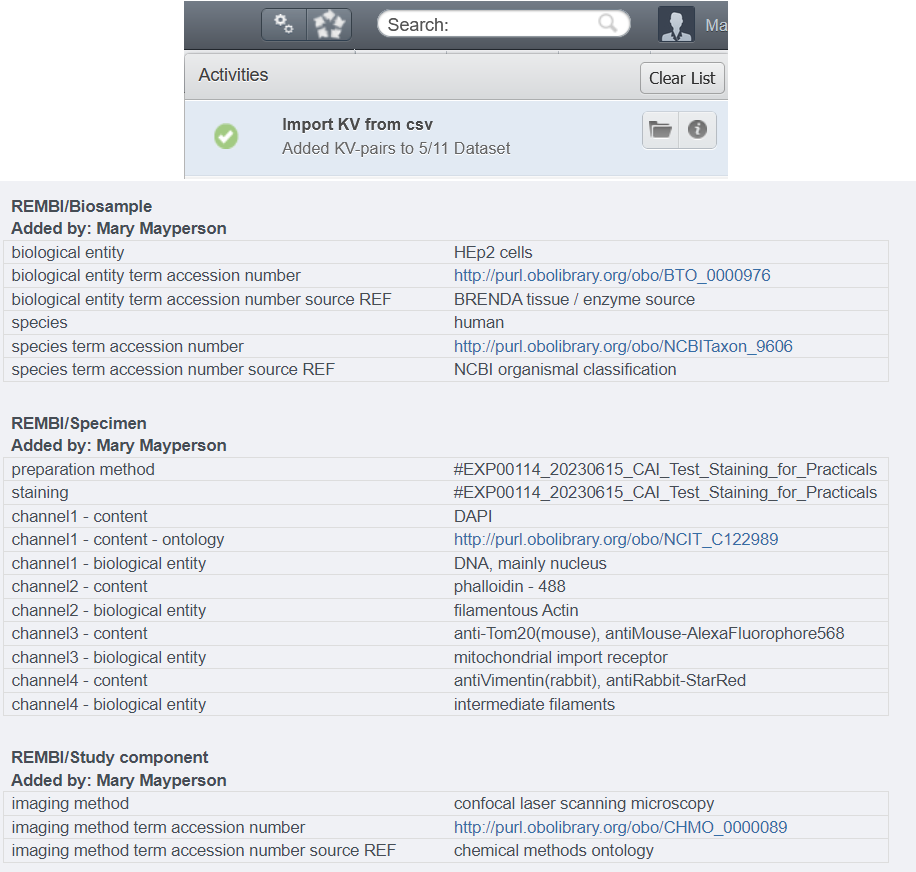 Search:
Ma
Activities
Clear List
Import KV from csv
Added KV-pairs to 5/11 Dataset
REMBI/Biosample
Added by: Mary Mayperson
biological entity HEp2 cells
biological entity term accession number http://purl.obolibrary.org/obo/BTO_0000976
biological entity term accession number source REF BRENDA tissue / enzyme source
species human
species term accession number http://purl.obolibrary.org/obo/NCBITaxon_9606
species term accession number source REF NCBI organismal classification
REMBI/Specimen
Added by: Mary Mayperson
preparation method #EXP00114_20230615_CAI_Test_Staining_for_Practicals
staining #EXP00114_20230615_CAI_Test_Staining_for_Practicals
channel1 - content DAPI
channel1 - content - ontology http://purl.obolibrary.org/obo/NCIT_C122989
channel1 - biological entity DNA, mainly nucleus
channel2 - content phalloidin - 488
channel2 - biological entity filamentous Actin
channel3 - content anti-Tom20(mouse), antiMouse-AlexaFluorophore568
channel3 - biological entity mitochondrial import receptor
channel4 - content antiVimentin(rabbit), antiRabbit-StarRed
channel4 - biological entity intermediate filaments
REMBI/Study component
Added by: Mary Mayperson
imaging method confocal laser scanning microscopy
imaging method term accession number http://purl.obolibrary.org/obo/CHMO_0000089
imaging method term accession number source REF chemical methods ontology